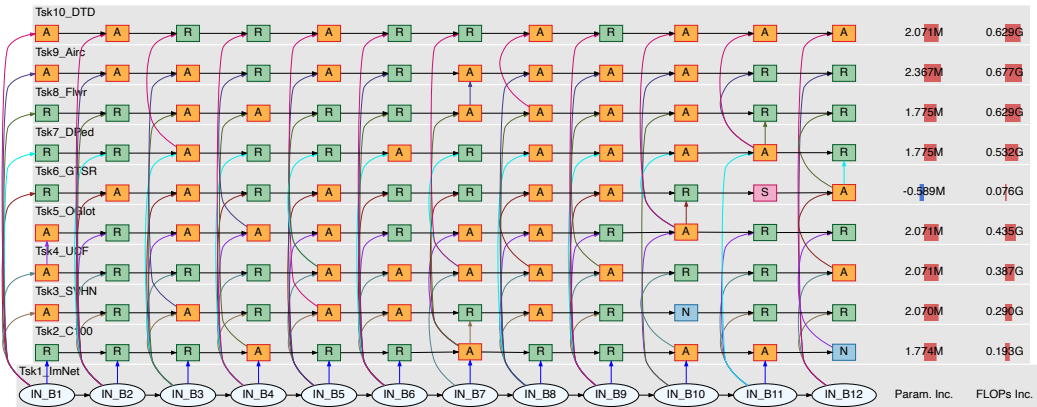 Tsk10_DTD
A A R R A R R A R A A A 2.071M 0.629G
Tsk9_Airc
A A A R A R A A A A R R 2.367M 0.677G
Tsk8_Flwr
R R A A R R A A A A R R 1.775M 0.629G
Tsk7_DPed
R R A R R A R A A A A R 1.775M 0.532G
Tsk6_GTSR
R A A A A R R A A R S A -0.589M 0.076G
Tsk5_OGlot
A R A A A R A A R A R R 2.071M 0.435G
Tsk4_UCF
A R R R A A A A A R R A 2.071M 0.387G
Tsk3_SVHN
A R A R A A R A R N R R 2.070M 0.290G
Tsk2_C100
R R R A R R A R R A A N 1.774M 0.193G
Tsk1_ImNet
IN_B1 IN_B2 IN_B3 IN_B4 IN_B5 IN_B6 IN_B7 IN_B8 IN_B9 IN_B10 IN_B11 IN_B12 Param. Inc. FLOPs Inc.